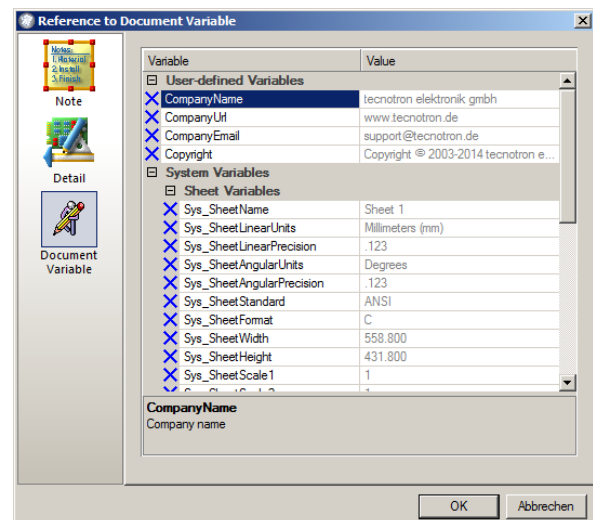 Reference to Document Variable
Notes:
1. Material
2. Install
3. Finish
Note
Detail
Document
Variable
Variable Value
User-defined Variables
CompanyName tecnotron elektronik gmbh
CompanyUrl www.tecnotron.de
CompanyEmail support@tecnotron.de
Copyright Copyright © 2003-2014 tecnotron e...
System Variables
Sheet Variables
Sys_SheetName Sheet 1
Sys_SheetLinearUnits Millimeters (mm)
Sys_SheetLinearPrecision .123
Sys_SheetAngularUnits Degrees
Sys_SheetAngularPrecision .123
Sys_SheetStandard ANSI
Sys_SheetFormat C
Sys_SheetWidth 558.800
Sys_SheetHeight 431.800
Sys_SheetScale1 1
CompanyName
Company name
OK Abbrechen